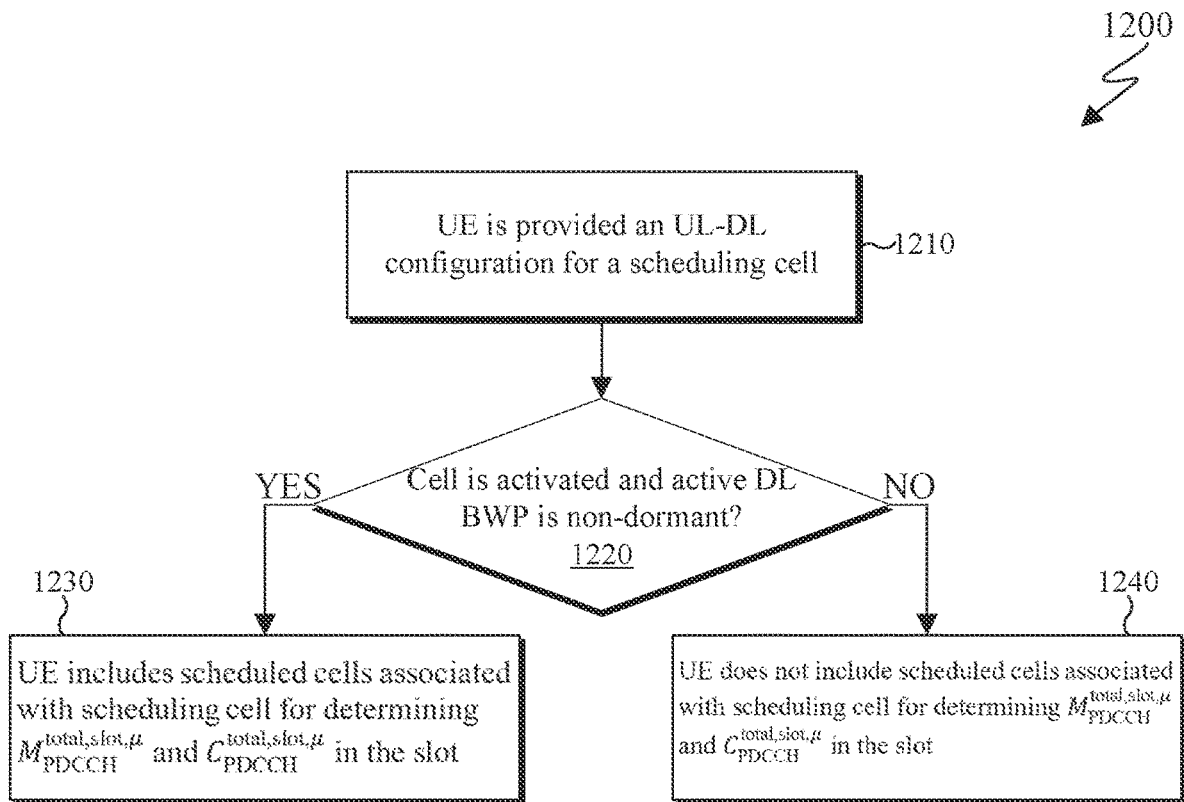 1200
UE is provided an UL-DL
configuration for a scheduling cell
1210
YES
Cell is activated and active DL
BWP is non-dormant?
NO
1220
1230
1240
UE includes scheduled cells associated
with scheduling cell for determining
M_PDCCH^total,slot,μ and C_PDCCH^total,slot,μ in the slot
UE does not include scheduled cells associated
with scheduling cell for determining M_PDCCH^total,slot,μ
and C_PDCCH^total,slot,μ in the slot